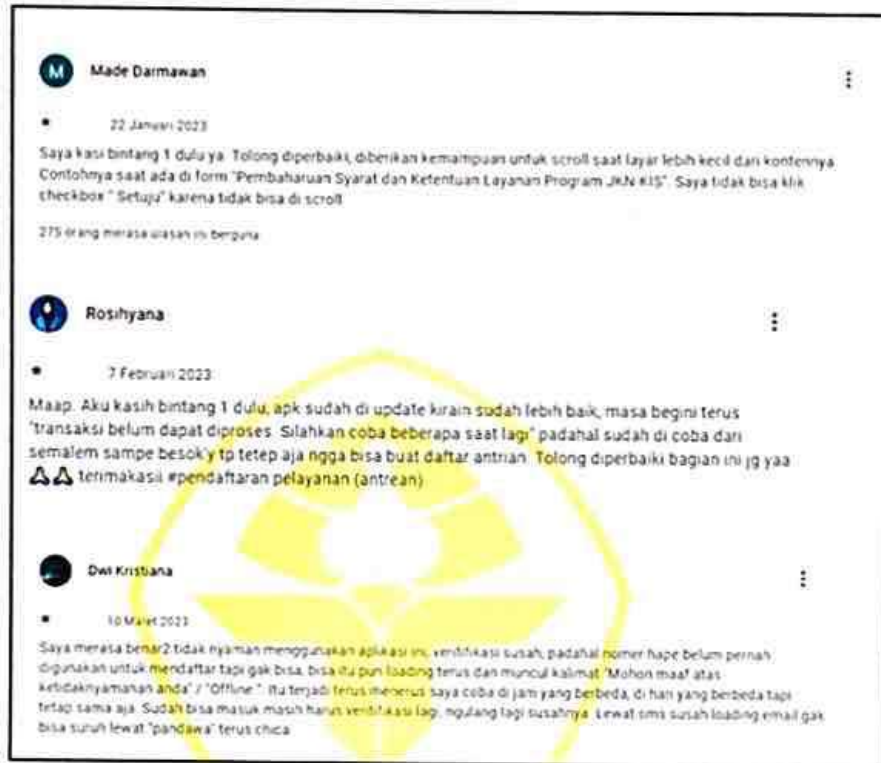 M Made Darmawan
22 Januari 2023
Saya kasi bintang 1 dulu ya. Tolong diperbaiki, diberikan kemampuan untuk scroll saat layar lebih kecil dari kontennya.
Contohnya saat ada di form "Pembaharuan Syarat dan Ketentuan Layanan Program JKN KIS". Saya tidak bisa klik
checkbox " Setuju" karena tidak bisa di scroll
275 orang merasa ulasan ini berguna
Rosihyana
7 Februari 2023
Maap. Aku kasih bintang 1 dulu, apk sudah di update kirain sudah lebih baik, masa begini terus
"transaksi belum dapat diproses. Silahkan coba beberapa saat lagi" padahal sudah di coba dari
semalem sampe besok'y tp tetep aja ngga bisa buat daftar antrian. Tolong diperbaiki bagian ini jg yaa
🙏🙏 terimakasil #pendaftaran pelayanan (antrean)
Dwi Kristiana
10 Maret 2023
Saya merasa benar2 tidak nyaman menggunakan aplikasi ini, verifikasi susah, padahal nomer hape belum pernah
digunakan untuk mendaftar tapi gak bisa, bisa itu pun loading terus dan muncul kalimat "Mohon maaf atas
ketidaknyamanan anda" / "Offline ". Itu terjadi terus menerus saya coba di jam yang berbeda, di hari yang berbeda tapi
tetap sama aja. Sudah bisa masuk masih harus verifikasi lagi, ngulang lagi susahnya. Lewat sms susah loading email gak
bisa suruh lewat "pandawa" terus chica